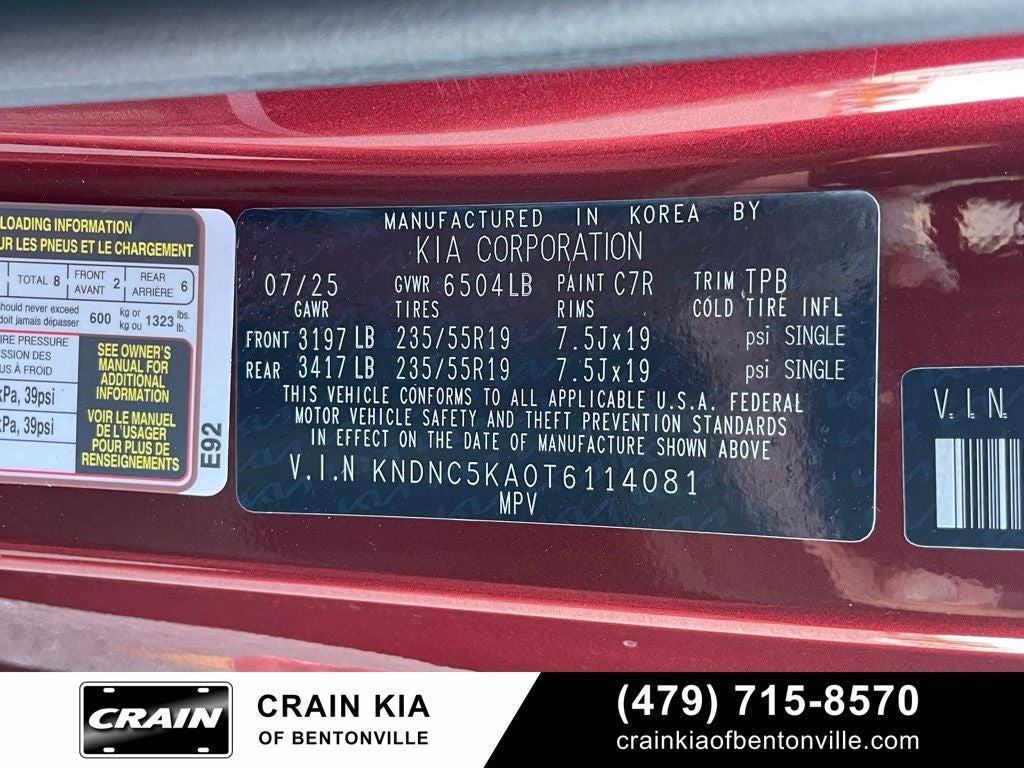 LOADING INFORMATION
UR LES PNEUS ET LE CHARGEMENT
TOTAL 8 FRONT AVANT 2 REAR ARRIÈRE 6
should never exceed
doit jamais dépasser 600 kg or kg ou 1323 lbs. lb.
IRE PRESSURE
ESSION DES
US À FROID
kPa, 39psi
kPa, 39psi
SEE OWNER'S
MANUAL FOR
ADDITIONAL
INFORMATION
VOIR LE MANUEL
DE L'USAGER
POUR PLUS DE
RENSEIGNEMENTS
E92
MANUFACTURED IN KOREA BY
KIA CORPORATION
07/25 GVWR 6504LB PAINT C7R TRIM TPB
GAWR TIRES RIMS COLD TIRE INFL
FRONT 3197 LB 235/55R19 7.5Jx19 psi SINGLE
REAR 3417 LB 235/55R19 7.5Jx19 psi SINGLE
THIS VEHICLE CONFORMS TO ALL APPLICABLE U.S.A. FEDERAL
MOTOR VEHICLE SAFETY AND THEFT PREVENTION STANDARDS
IN EFFECT ON THE DATE OF MANUFACTURE SHOWN ABOVE
V.I.N KNDNC5KA0T6114081
MPV
V.I.N.
CRAIN
CRAIN KIA
OF BENTONVILLE
(479) 715-8570
crainkiaofbentonville.com